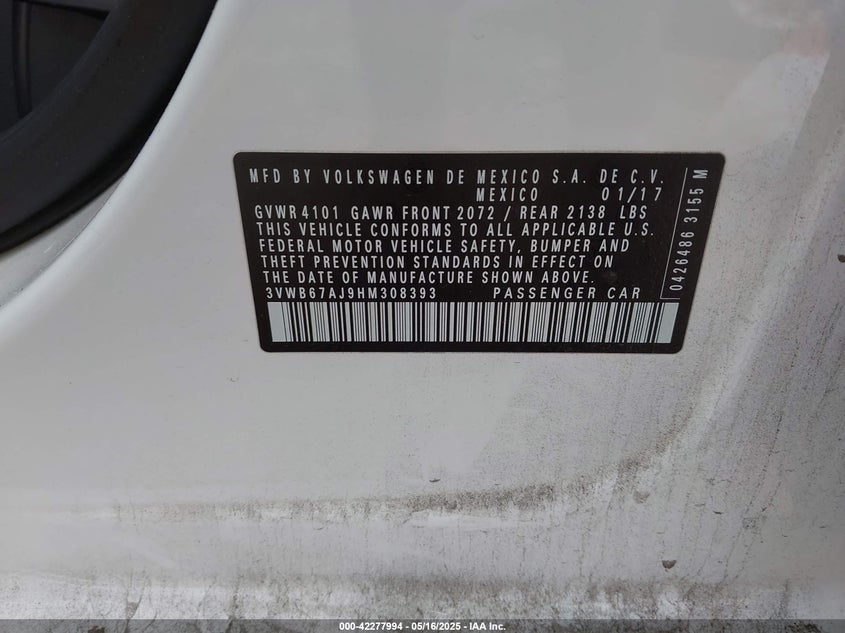 MFD BY VOLKSWAGEN DE MEXICO S.A. DE C.V.
MEXICO 01/17
GVWR 4101 GAWR FRONT 2072 / REAR 2138 LBS
THIS VEHICLE CONFORMS TO ALL APPLICABLE U.S.
FEDERAL MOTOR VEHICLE SAFETY, BUMPER AND
THEFT PREVENTION STANDARDS IN EFFECT ON
THE DATE OF MANUFACTURE SHOWN ABOVE.
3VWB67AJ9HM308393 PASSENGER CAR
0426486 3155 M
000-42277994 - 05/16/2025 - IAA Inc.